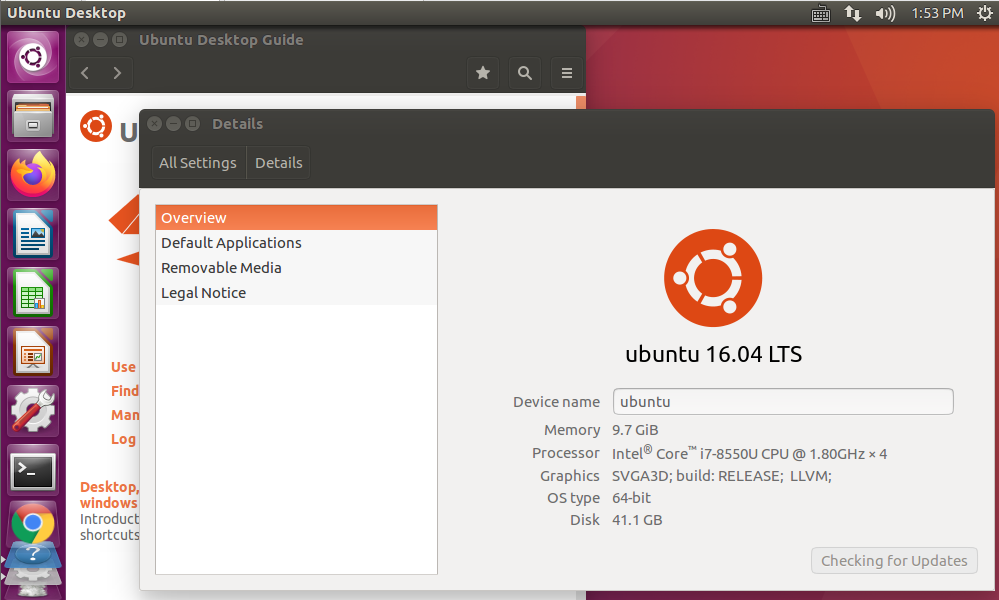 Ubuntu Desktop
1:53 PM
Ubuntu Desktop Guide
U
Details
All Settings
Details
Overview
Default Applications
Removable Media
Legal Notice
ubuntu 16.04 LTS
Device name ubuntu
Memory 9.7 GiB
Processor Intel® Core™ i7-8550U CPU @ 1.80GHz × 4
Graphics SVGA3D; build: RELEASE; LLVM;
OS type 64-bit
Disk 41.1 GB
Checking for Updates
Use
Find
Man
Log
Desktop,
windows
Introduct
shortcuts